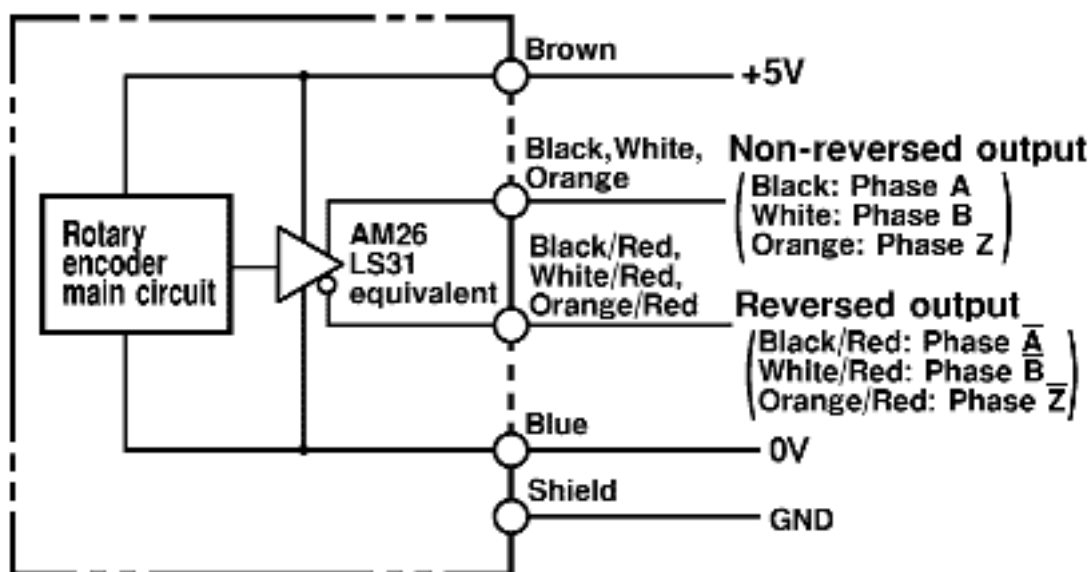 Brown
+5V
Black,White,
Orange
Non-reversed output
Black: Phase A
White: Phase B
Orange: Phase Z
Rotary
encoder
main circuit
AM26
LS31
equivalent
Black/Red,
White/Red,
Orange/Red
Reversed output
Black/Red: Phase A̅
White/Red: Phase B̅
Orange/Red: Phase Z̅
Blue
0V
Shield
GND